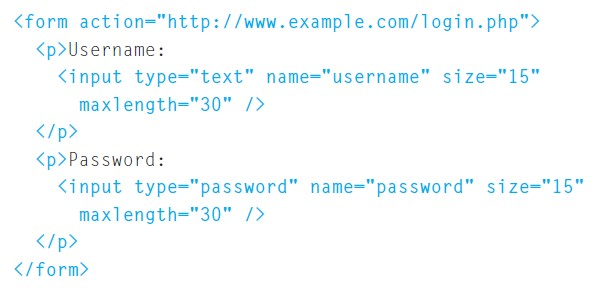 <form action="http://www.example.com/login.php">
<p>Username:
<input type="text" name="username" size="15"
maxlength="30" />
</p>
<p>Password:
<input type="password" name="password" size="15"
maxlength="30" />
</p>
</form>